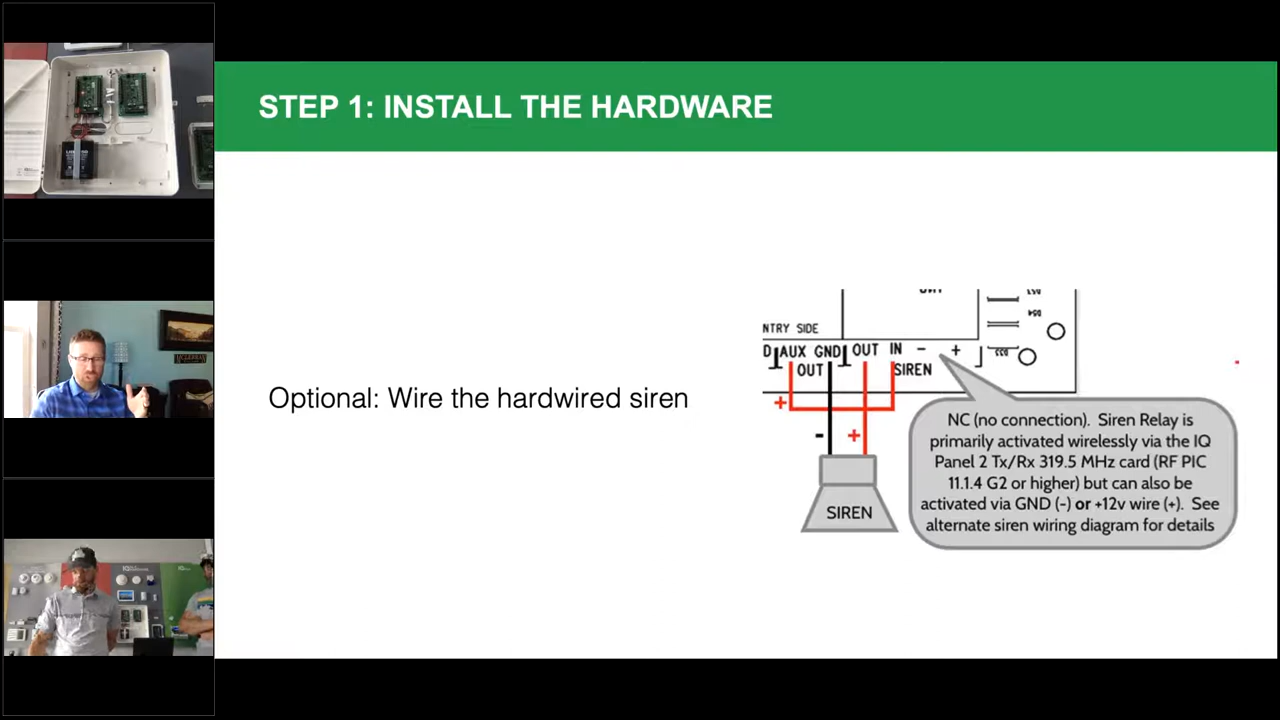 STEP 1: INSTALL THE HARDWARE
Optional: Wire the hardwired siren
NTRY SIDE
D AUX GND OUT IN - +
OUT SIREN
+
- +
SIREN
NC (no connection). Siren Relay is
primarily activated wirelessly via the IQ
Panel 2 Tx/Rx 319.5 MHz card (RF PIC
11.1.4 G2 or higher) but can also be
activated via GND (-) or +12v wire (+). See
alternate siren wiring diagram for details